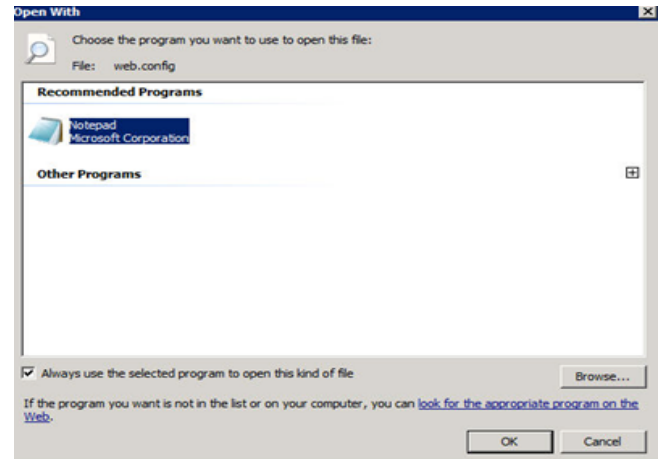 Open With
Choose the program you want to use to open this file:
File: web.config
Recommended Programs
Notepad
Microsoft Corporation
Other Programs
Always use the selected program to open this kind of file
Browse...
If the program you want is not in the list or on your computer, you can look for the appropriate program on the
Web.
OK Cancel